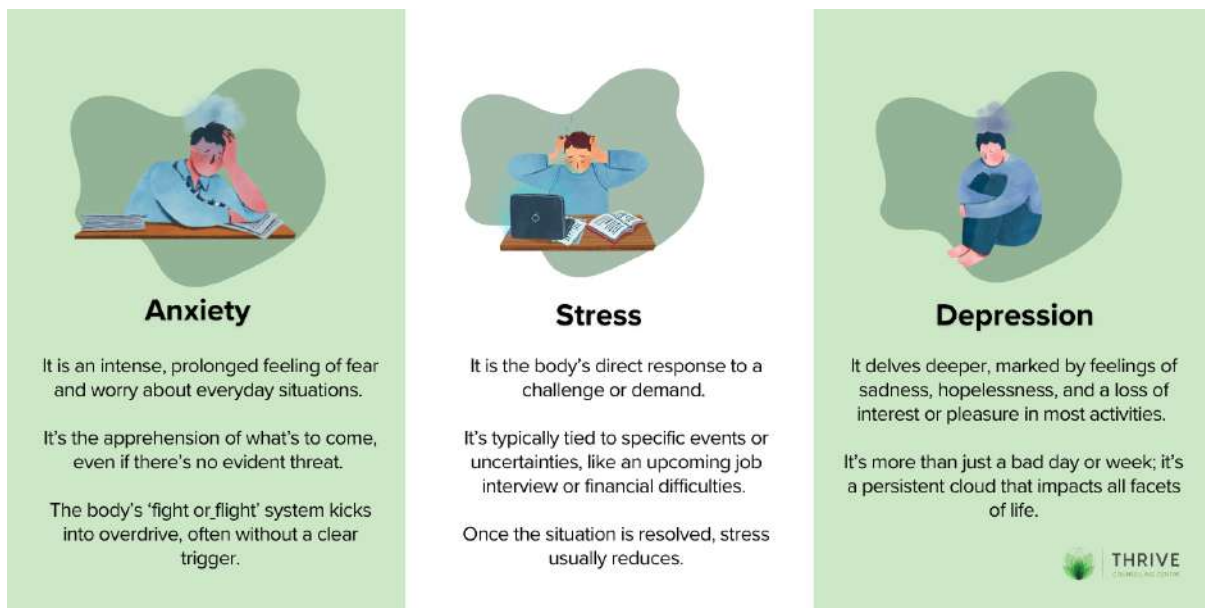 Anxiety
It is an intense, prolonged feeling of fear
and worry about everyday situations.
It's the apprehension of what's to come,
even if there's no evident threat.
The body's ‘fight or flight’ system kicks
into overdrive, often without a clear
trigger.
Stress
It is the body's direct response to a
challenge or demand.
It's typically tied to specific events or
uncertainties, like an upcoming job
interview or financial difficulties.
Once the situation is resolved, stress
usually reduces.
Depression
It delves deeper, marked by feelings of
sadness, hopelessness, and a loss of
interest or pleasure in most activities.
It's more than just a bad day or week; it's
a persistent cloud that impacts all facets
of life.
THRIVE
COUNSELLING CENTRE